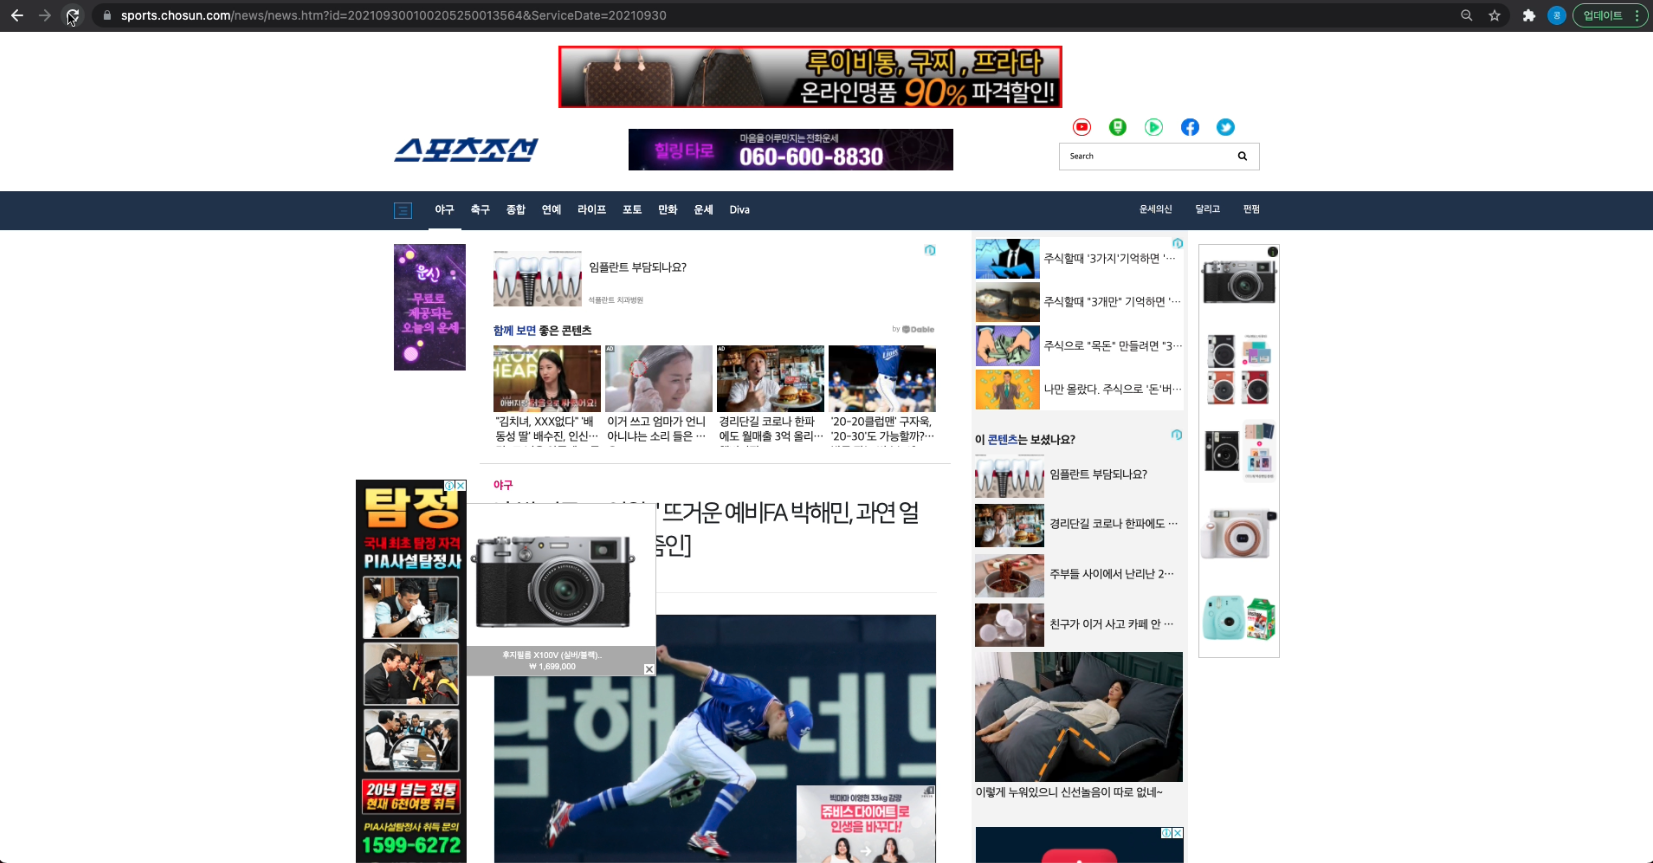 sports.chosun.com/news/news.htm?id=202109300100205250013564&ServiceDate=20210930
콩
업데이트
루이비통, 구찌 , 프라다
온라인명품 90% 파격할인!
스포츠조선
힐링타로
마음을 어루만지는 전화운세
060-600-8830
Search
야구 축구 종합 연예 라이프 포토 만화 운세 Diva
운세의신 달리고 펀펌
운신
무료로
제공되는
오늘의 운세
임플란트 부담되나요?
석플란트 치과병원
함께 보면 좋은 콘텐츠
by Dable
AD
AD
"김치녀, XXX없다" '배
동성 딸' 배수진, 인신…
이거 쓰고 엄마가 언니
아니냐는 소리 들은 …
경리단길 코로나 한파
에도 월매출 3억 올리…
'20-20클럽맨' 구자욱,
'20-30'도 가능할까?…
야구
뜨거운 예비FA 박해민, 과연 얼
줌인]
탐정
국내 최초 탐정 자격
PIA사설탐정사
20년 넘는 전통
현재 6천여명 취득
PIA사설탐정사 취득 문의
1599-6272
후지필름 X100V (실버/블랙)..
₩ 1,699,000
박미미 이영현 33kg 감량
쥬비스 다이어트로
인생을 바꾸다!
주식할때 '3가지'기억하면 '…
주식할때 "3개만" 기억하면 '…
주식으로 "목돈" 만들려면 "3…
나만 몰랐다. 주식으로 '돈'버…
이 콘텐츠는 보셨나요?
임플란트 부담되나요?
경리단길 코로나 한파에도 …
주부들 사이에서 난리난 2…
친구가 이거 사고 카페 안 …
이렇게 누워있으니 신선놀음이 따로 없네~